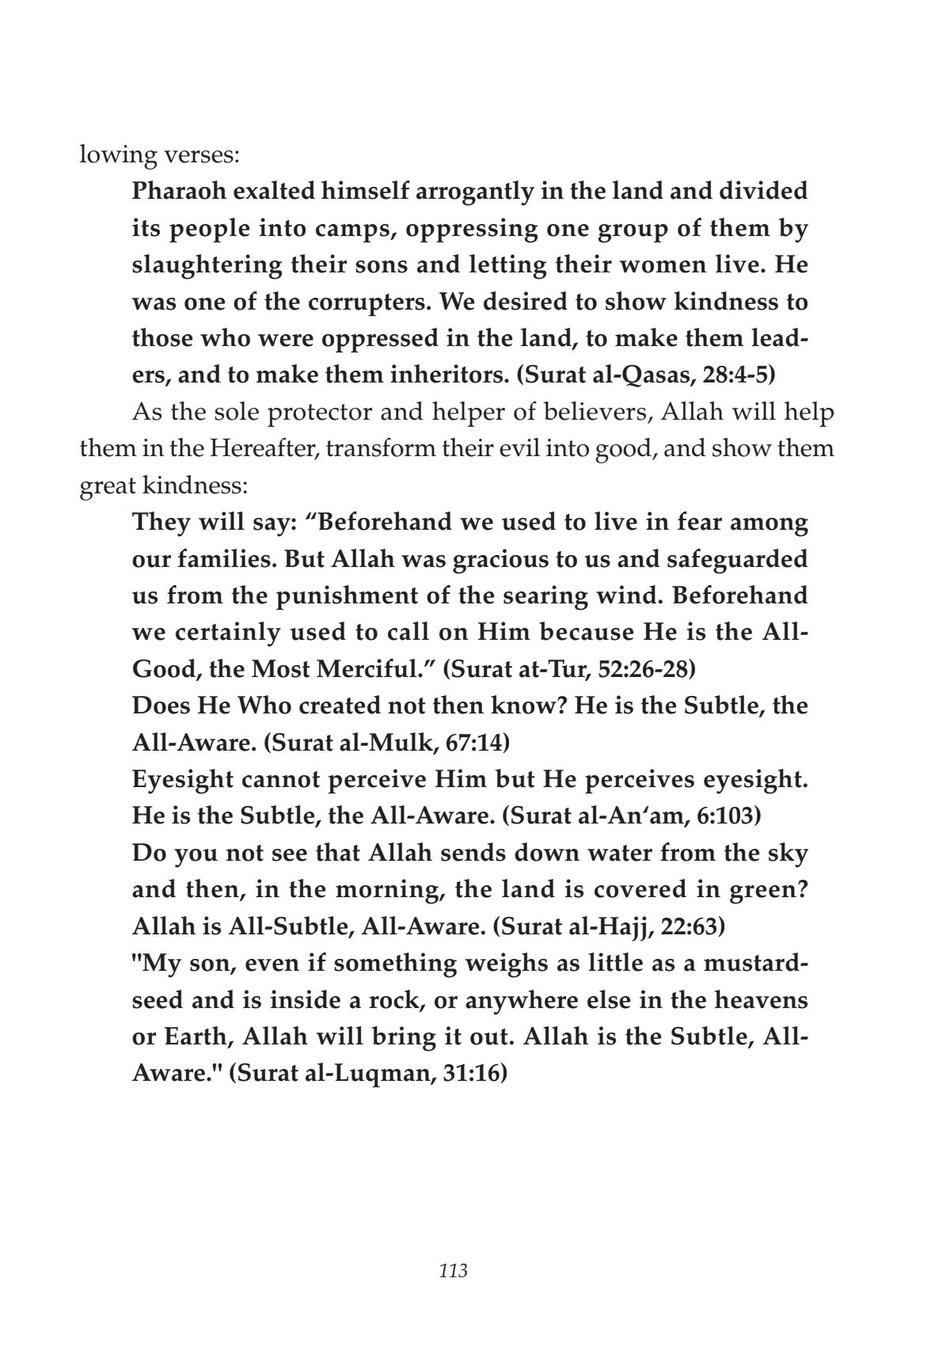 lowing verses:
Pharaoh exalted himself arrogantly in the land and divided
its people into camps, oppressing one group of them by
slaughtering their sons and letting their women live. He
was one of the corrupters. We desired to show kindness to
those who were oppressed in the land, to make them lead-
ers, and to make them inheritors. (Surat al-Qasas, 28:4-5)
As the sole protector and helper of believers, Allah will help
them in the Hereafter, transform their evil into good, and show them
great kindness:
They will say: “Beforehand we used to live in fear among
our families. But Allah was gracious to us and safeguarded
us from the punishment of the searing wind. Beforehand
we certainly used to call on Him because He is the All-
Good, the Most Merciful.” (Surat at-Tur, 52:26-28)
Does He Who created not then know? He is the Subtle, the
All-Aware. (Surat al-Mulk, 67:14)
Eyesight cannot perceive Him but He perceives eyesight.
He is the Subtle, the All-Aware. (Surat al-An‘am, 6:103)
Do you not see that Allah sends down water from the sky
and then, in the morning, the land is covered in green?
Allah is All-Subtle, All-Aware. (Surat al-Hajj, 22:63)
"My son, even if something weighs as little as a mustard-
seed and is inside a rock, or anywhere else in the heavens
or Earth, Allah will bring it out. Allah is the Subtle, All-
Aware." (Surat al-Luqman, 31:16)
113